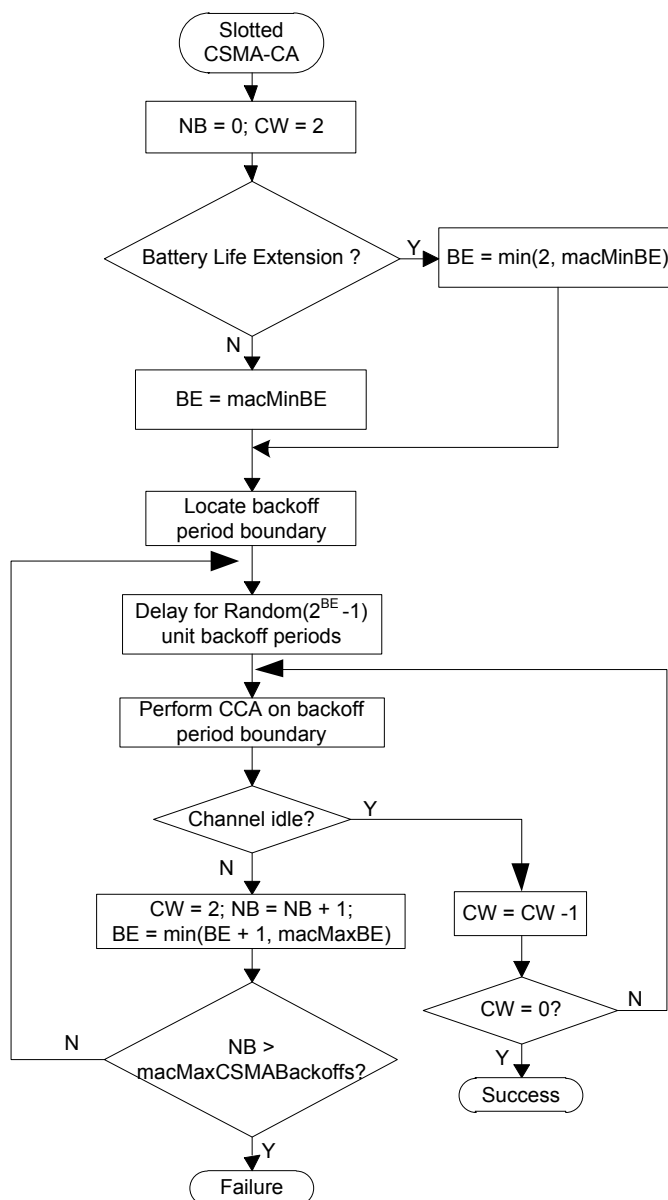 Slotted
CSMA-CA
NB = 0; CW = 2
Battery Life Extension ?
Y
BE = min(2, macMinBE)
N
BE = macMinBE
Locate backoff
period boundary
Delay for Random(2^BE -1)
unit backoff periods
Perform CCA on backoff
period boundary
Channel idle?
Y
N
CW = 2; NB = NB + 1;
BE = min(BE + 1, macMaxBE)
CW = CW -1
CW = 0?
N
Y
Success
NB >
macMaxCSMABackoffs?
N
Y
Failure